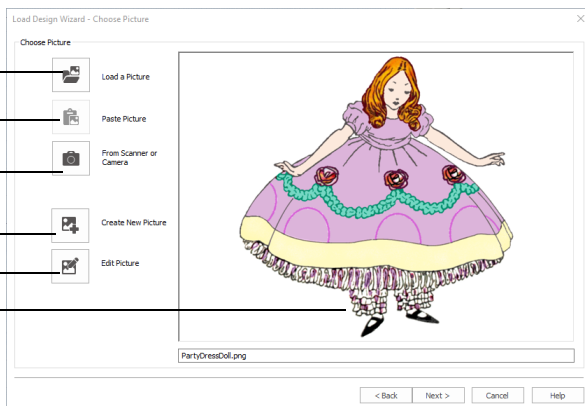 Load Design Wizard - Choose Picture
Choose Picture
Load a Picture
Paste Picture
From Scanner or
Camera
Create New Picture
Edit Picture
PartyDressDoll.png
< Back
Next >
Cancel
Help